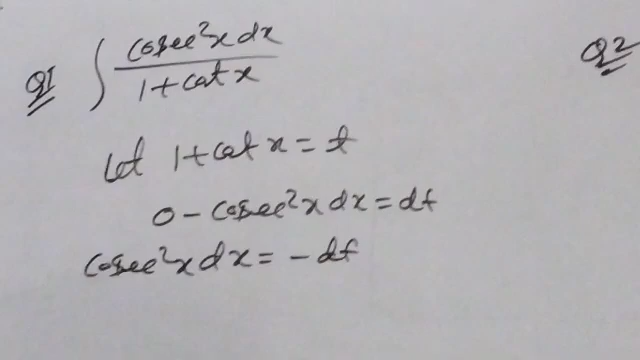 Q1 ∫ cosec²x dx / 1+cot x
Q2
Let 1+cot x = t
0 - cosec²x dx = dt
cosec²x dx = - dt